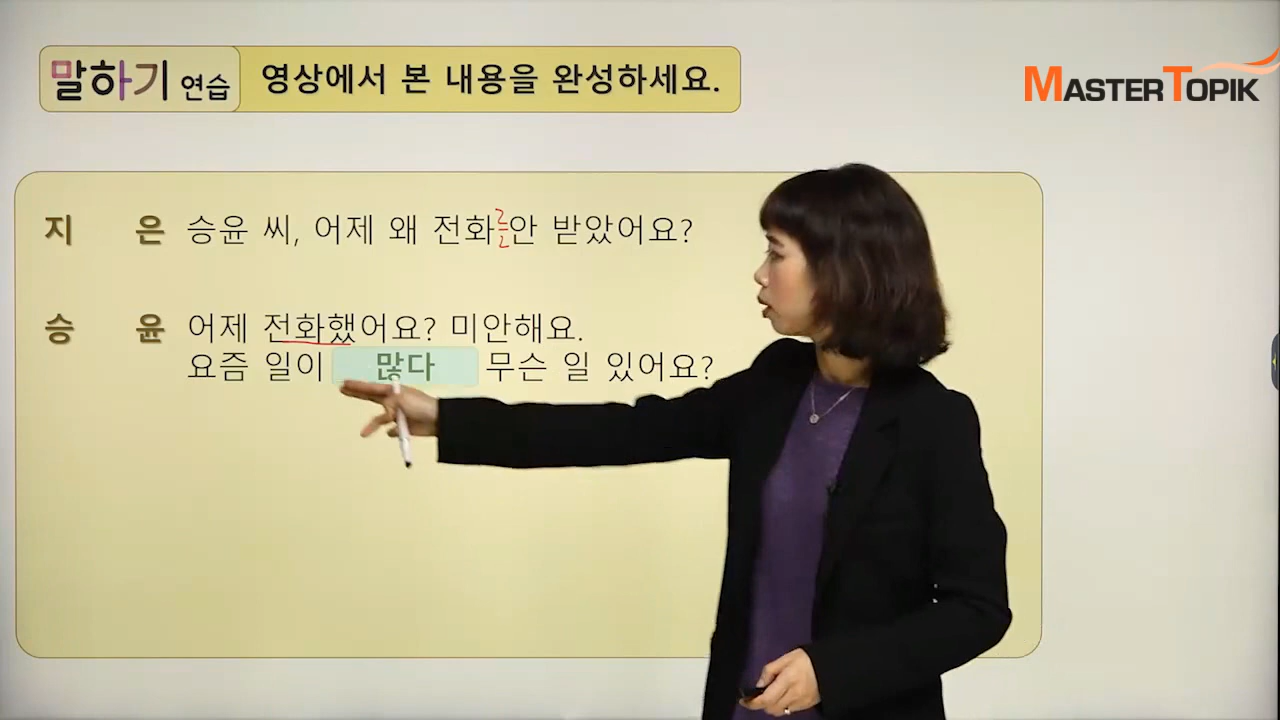 말하기 연습 영상에서 본 내용을 완성하세요.
MASTER TOPIK
지 은 승윤 씨, 어제 왜 전화를 안 받았어요?
승 윤 어제 전화했어요? 미안해요.
요즘 일이 많다 무슨 일 있어요?